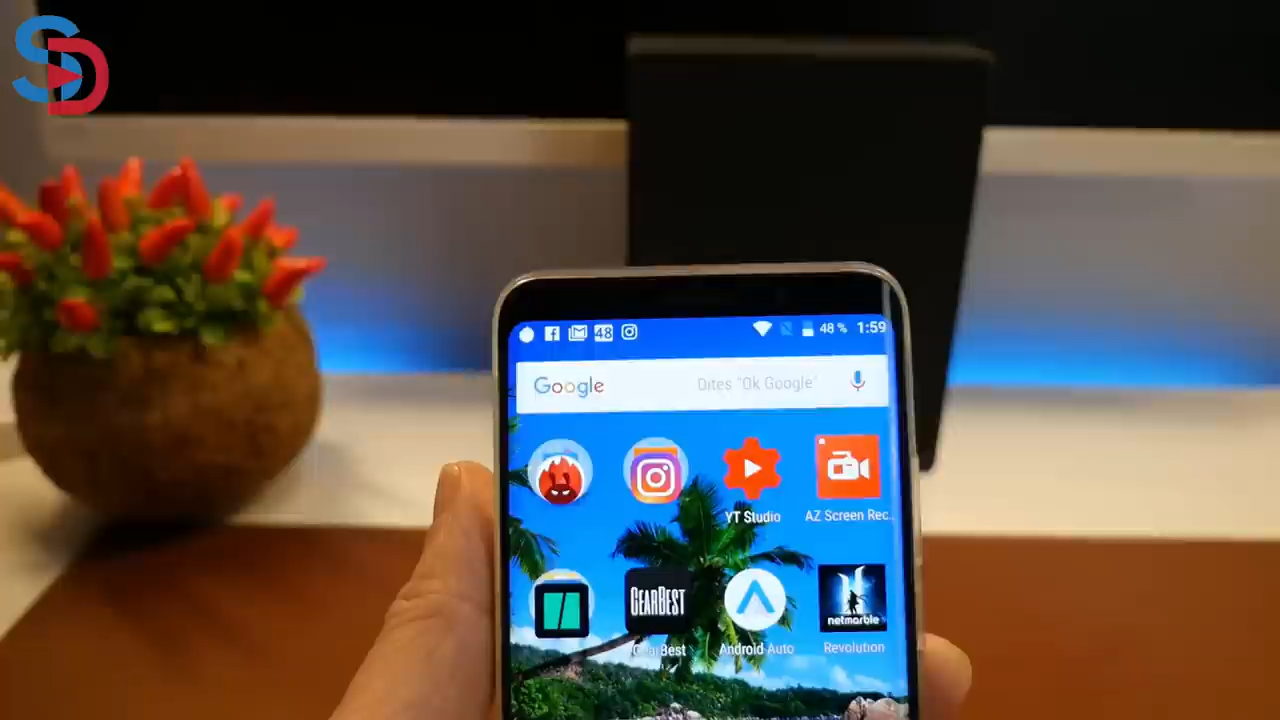 SD
48
48 % 1:59
Google Dites "Ok Google"
YT Studio
AZ Screen Rec..
GEARBEST
netmarble
GearBest
Android Auto
Revolution